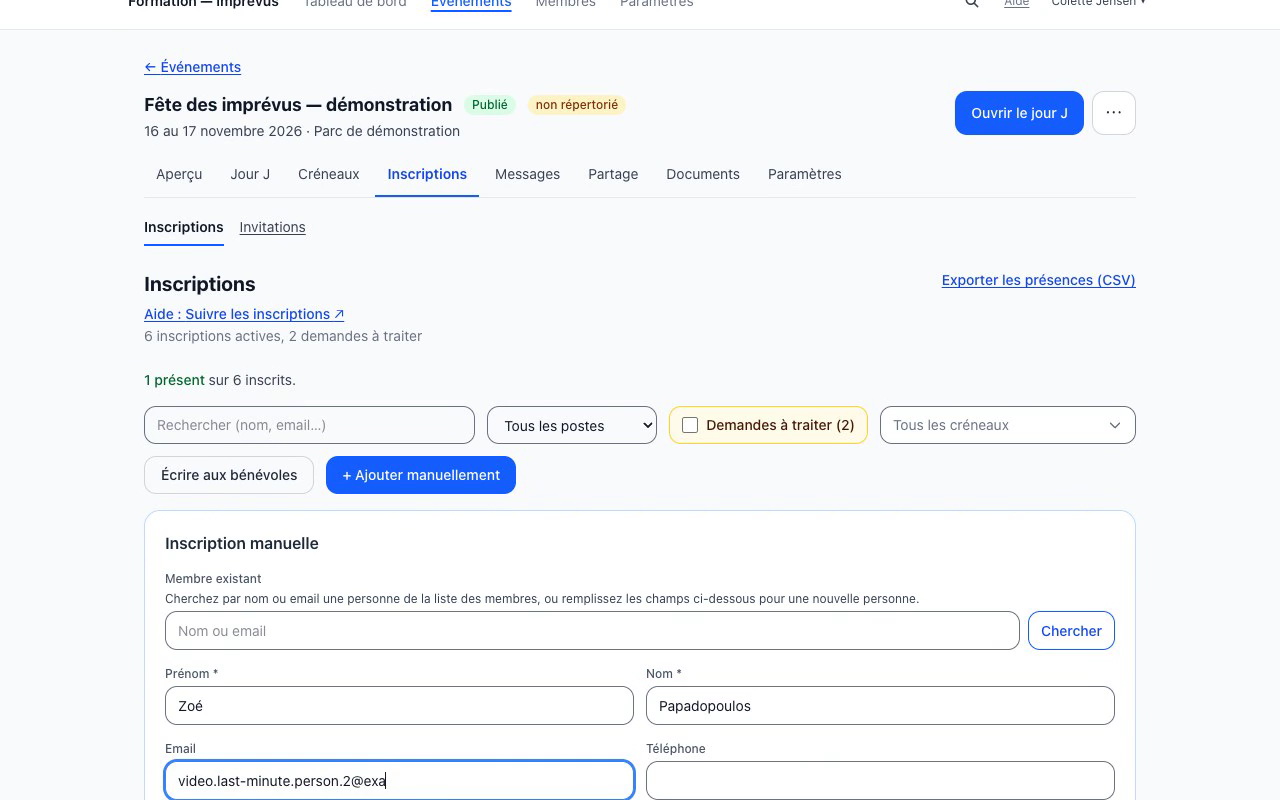 Formation — Imprévus Tableau de bord Événements Membres Paramètres Aide Colette Jensen ▾
← Événements
Fête des imprévus — démonstration Publié non répertorié
16 au 17 novembre 2026 · Parc de démonstration
Ouvrir le jour J ···
Aperçu Jour J Créneaux Inscriptions Messages Partage Documents Paramètres
Inscriptions Invitations
Inscriptions Exporter les présences (CSV)
Aide : Suivre les inscriptions ↗
6 inscriptions actives, 2 demandes à traiter
1 présent sur 6 inscrits.
Rechercher (nom, email…) Tous les postes Demandes à traiter (2) Tous les créneaux
Écrire aux bénévoles + Ajouter manuellement
Inscription manuelle
Membre existant
Cherchez par nom ou email une personne de la liste des membres, ou remplissez les champs ci-dessous pour une nouvelle personne.
Nom ou email Chercher
Prénom * Nom *
Zoé Papadopoulos
Email Téléphone
video.last-minute.person.2@exa